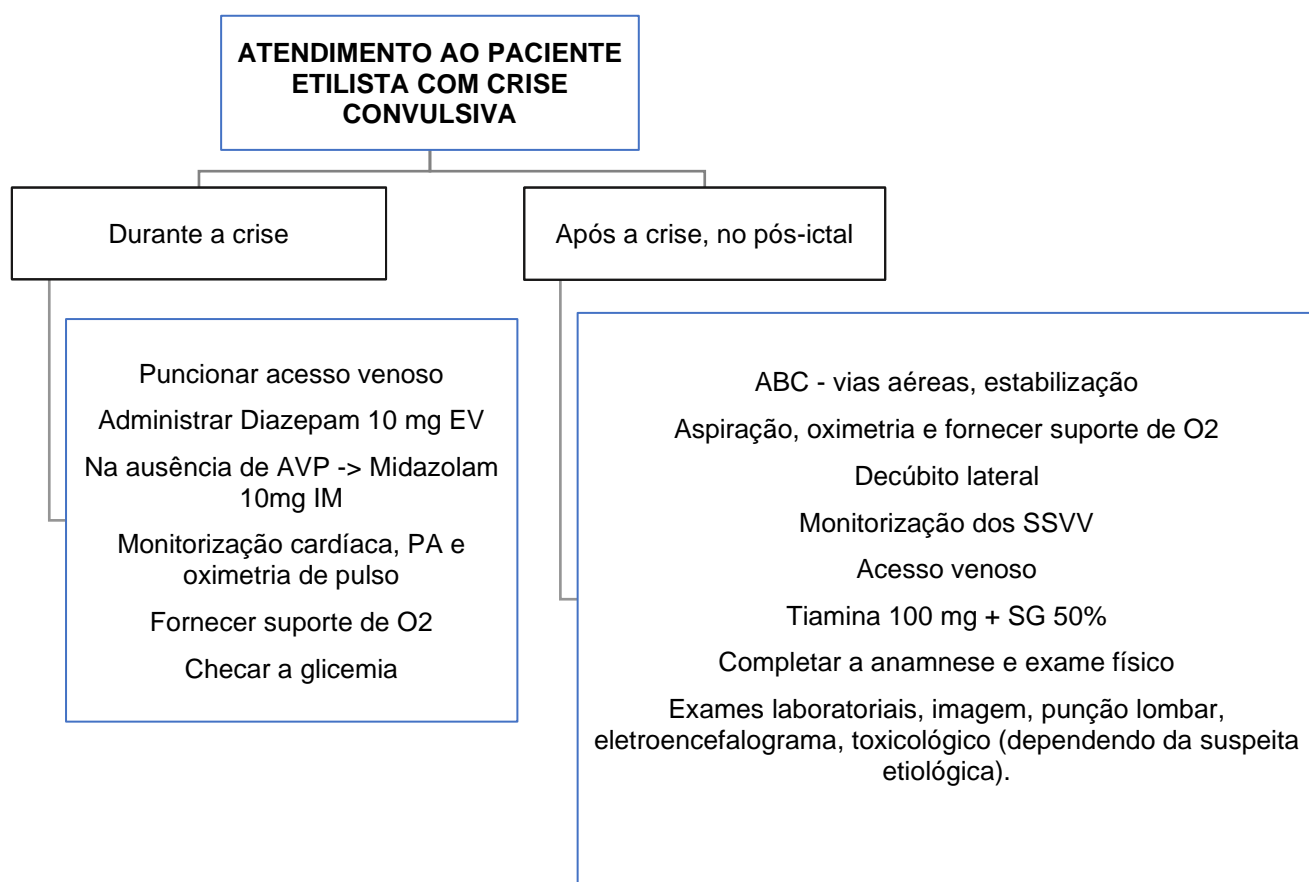 ATENDIMENTO AO PACIENTE
ETILISTA COM CRISE
CONVULSIVA
Durante a crise
Após a crise, no pós-ictal
Puncionar acesso venoso
Administrar Diazepam 10 mg EV
Na ausência de AVP -> Midazolam
10mg IM
Monitorização cardíaca, PA e
oximetria de pulso
Fornecer suporte de O2
Checar a glicemia
ABC - vias aéreas, estabilização
Aspiração, oximetria e fornecer suporte de O2
Decúbito lateral
Monitorização dos SSVV
Acesso venoso
Tiamina 100 mg + SG 50%
Completar a anamnese e exame físico
Exames laboratoriais, imagem, punção lombar,
eletroencefalograma, toxicológico (dependendo da suspeita
etiológica).